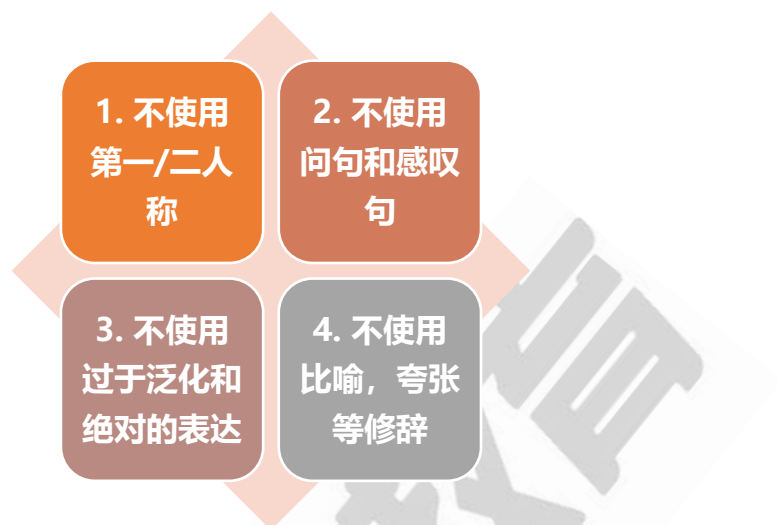 1. 不使用
第一/二人
称
2. 不使用
问句和感叹
句
3. 不使用
过于泛化和
绝对的表达
4. 不使用
比喻，夸张
等修辞